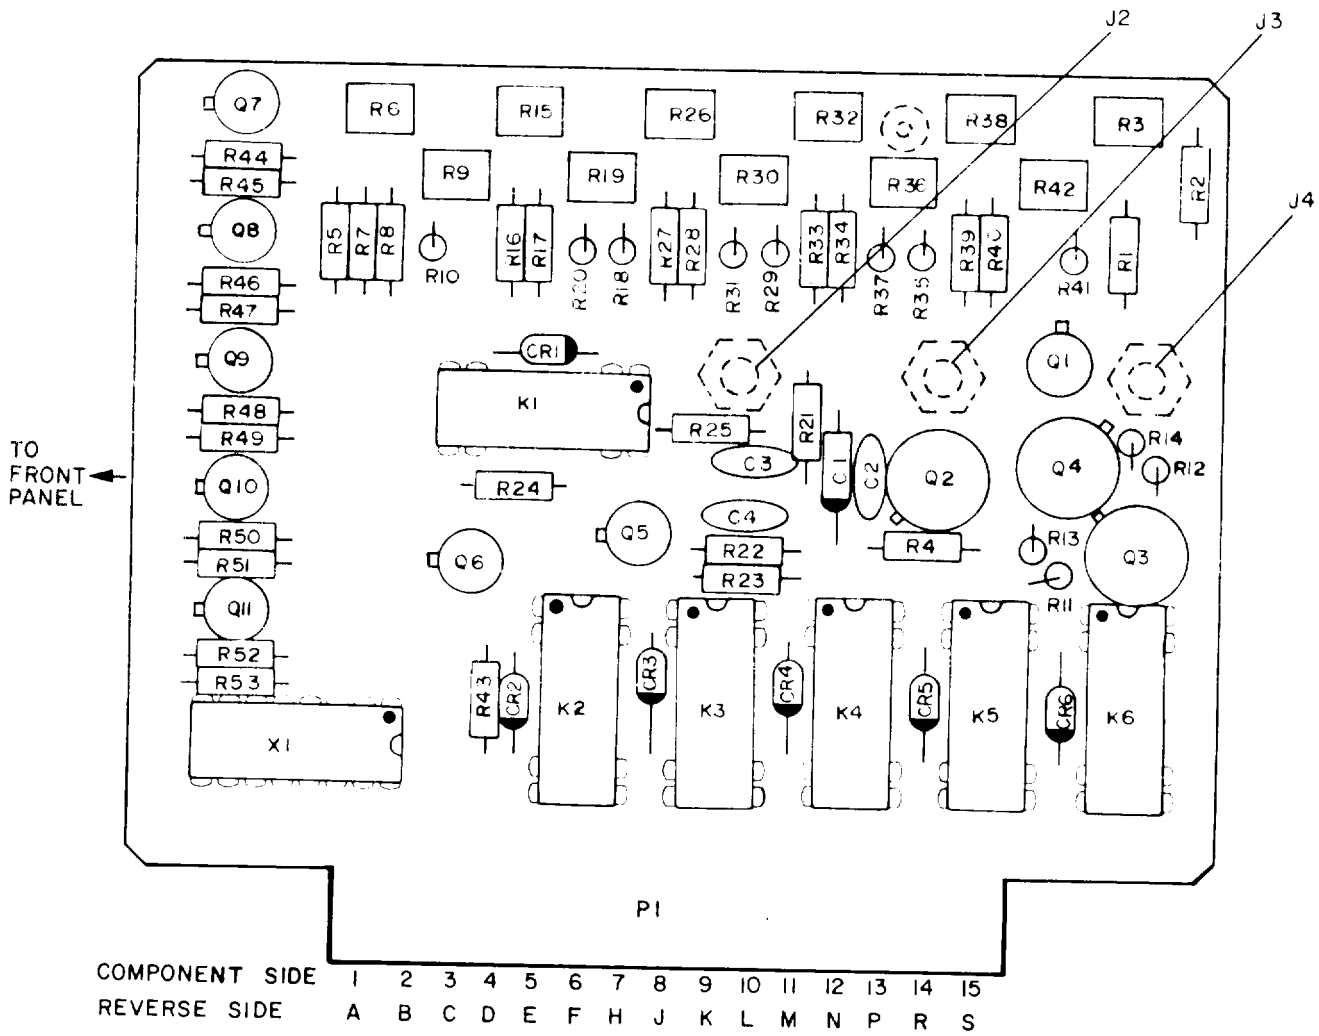 J2
J3
Q7
R6
R15
R26
R32
R38
R3
R44
R45
R9
R19
R30
R36
R42
R2
J4
Q8
R5
R7
R8
R10
R16
R17
R20
R18
R27
R28
R31
R29
R33
R34
R37
R35
R39
R40
R41
R1
R46
R47
Q9
CR1
K1
Q1
R48
R49
R25
R21
C3
C1
C2
Q2
Q4
R14
R12
TO
FRONT
PANEL
Q10
R24
C4
Q5
R50
R51
Q6
R22
R23
R4
R13
Q3
R11
Q11
R52
R53
R43
CR2
K2
CR3
K3
CR4
K4
CR5
K5
CR6
K6
X1
P1
COMPONENT SIDE 1 2 3 4 5 6 7 8 9 10 11 12 13 14 15
REVERSE SIDE A B C D E F H J K L M N P R S